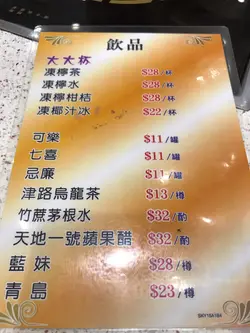 飲品
大大杯
凍檸茶 $28/杯
凍檸水 $28/杯
凍檸柑桔 $28/杯
凍椰汁冰 $22/杯
可樂 $11/罐
七喜 $11/罐
忌廉 $11/罐
津路烏龍茶 $13/樽
竹蔗茅根水 $32/酌
天地一號蘋果醋 $32/酌
藍妹 $28/樽
青島 $23/樽